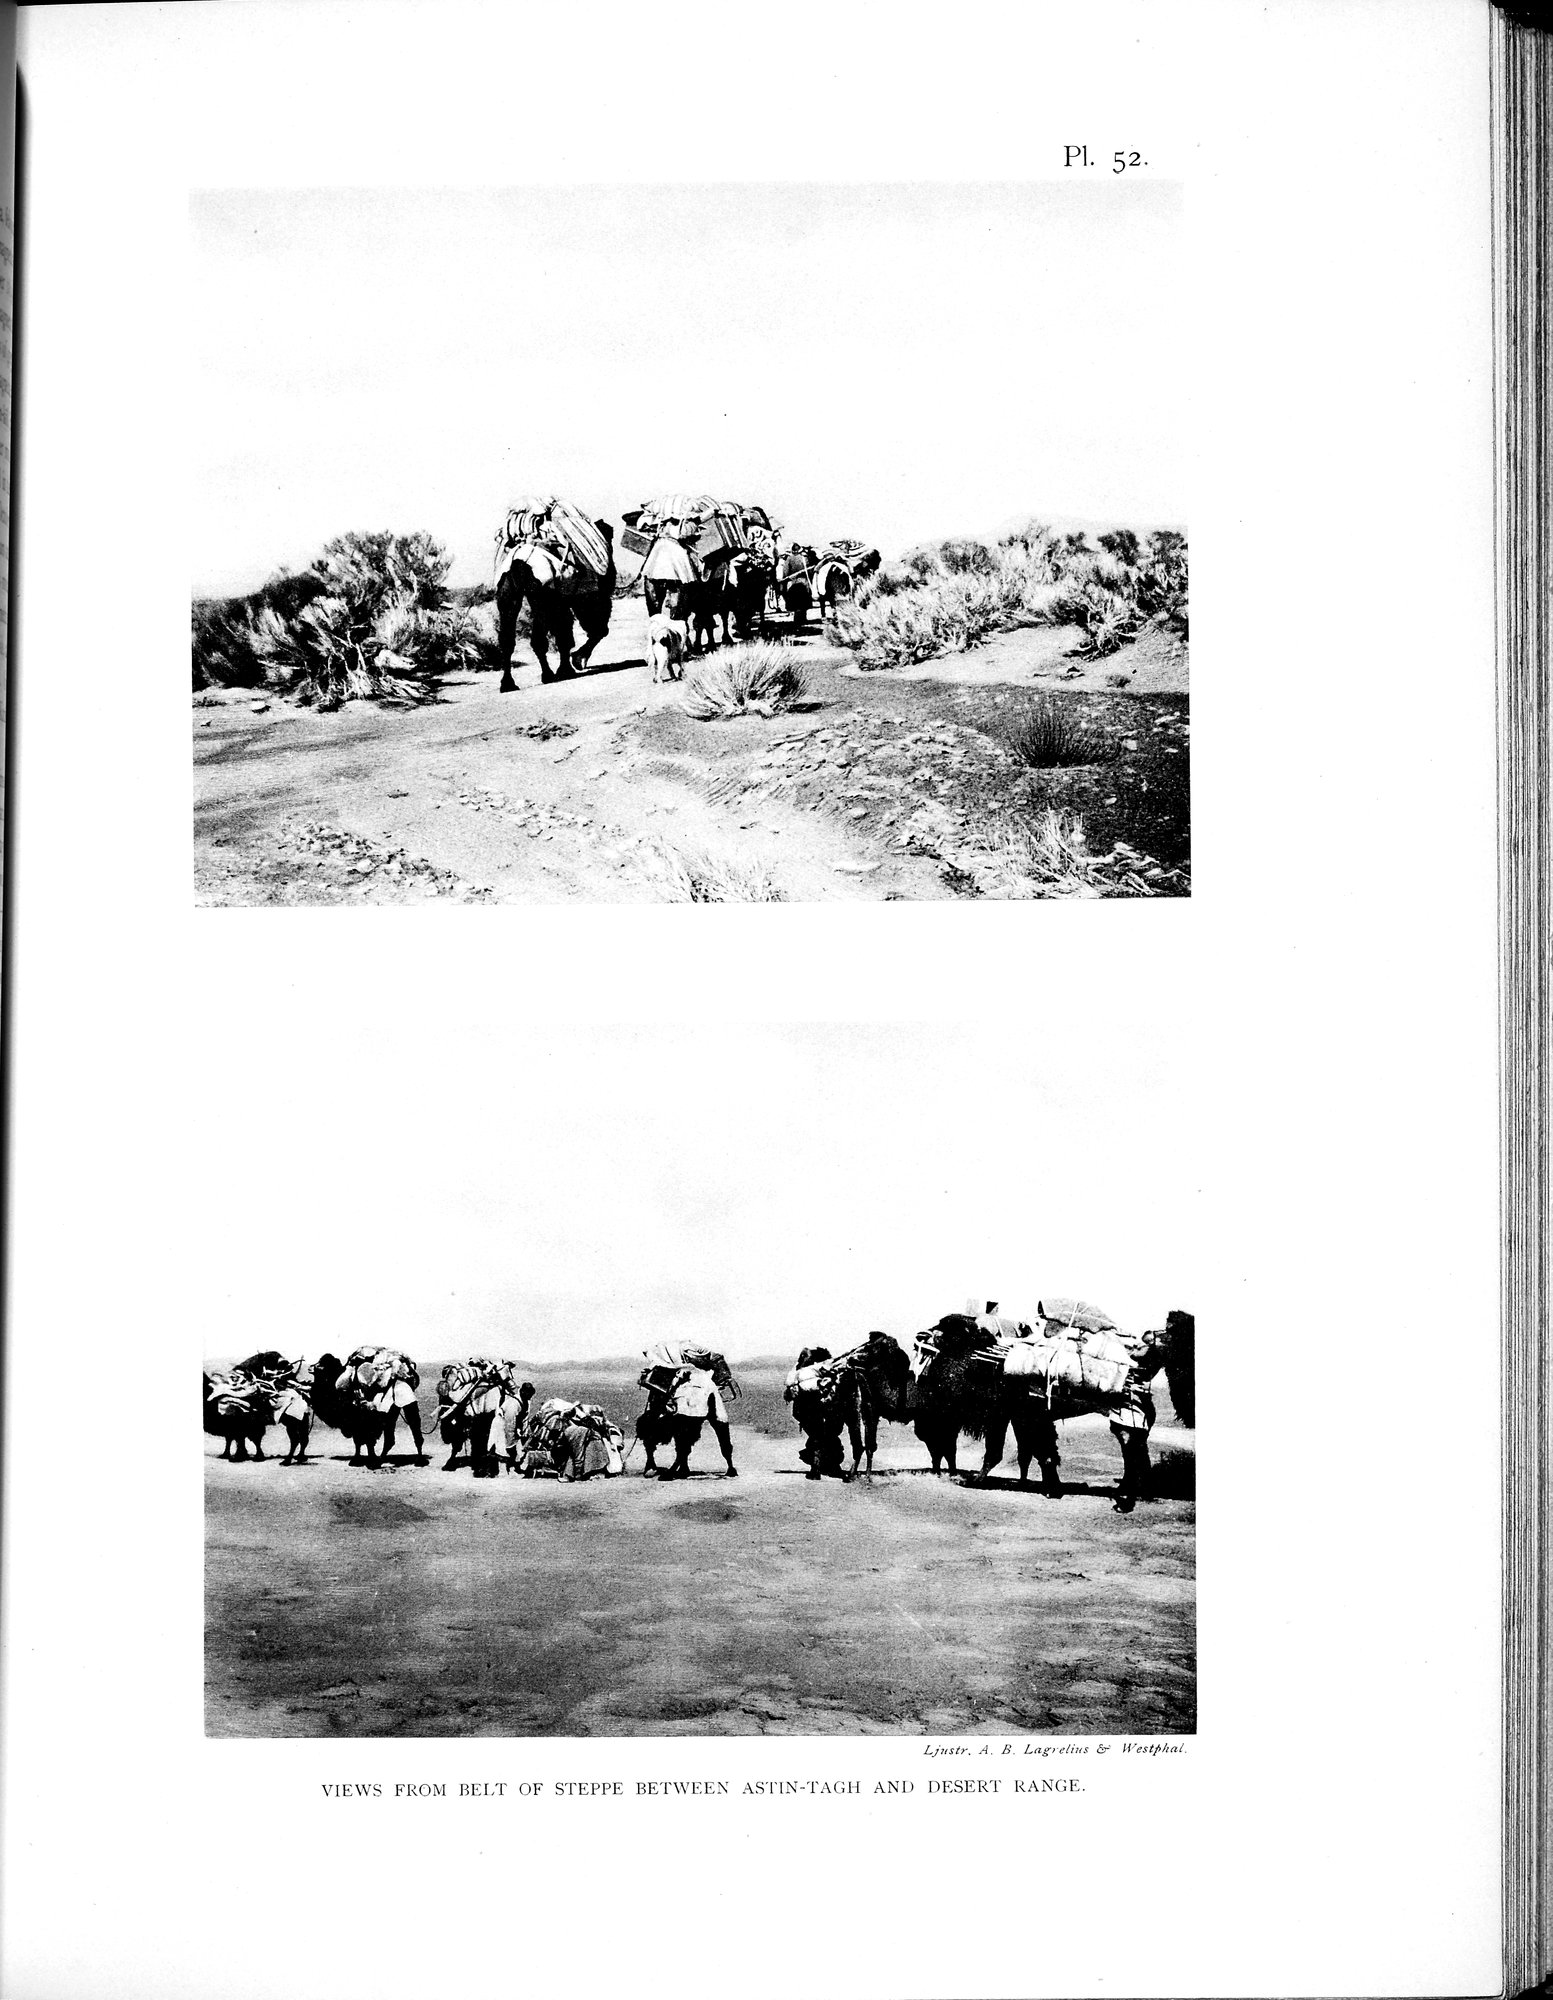 Pl. 52.
Ljustr. A. B. Lagrelius & Westphal.
VIEWS FROM BELT OF STEPPE BETWEEN ASTIN-TAGH AND DESERT RANGE.